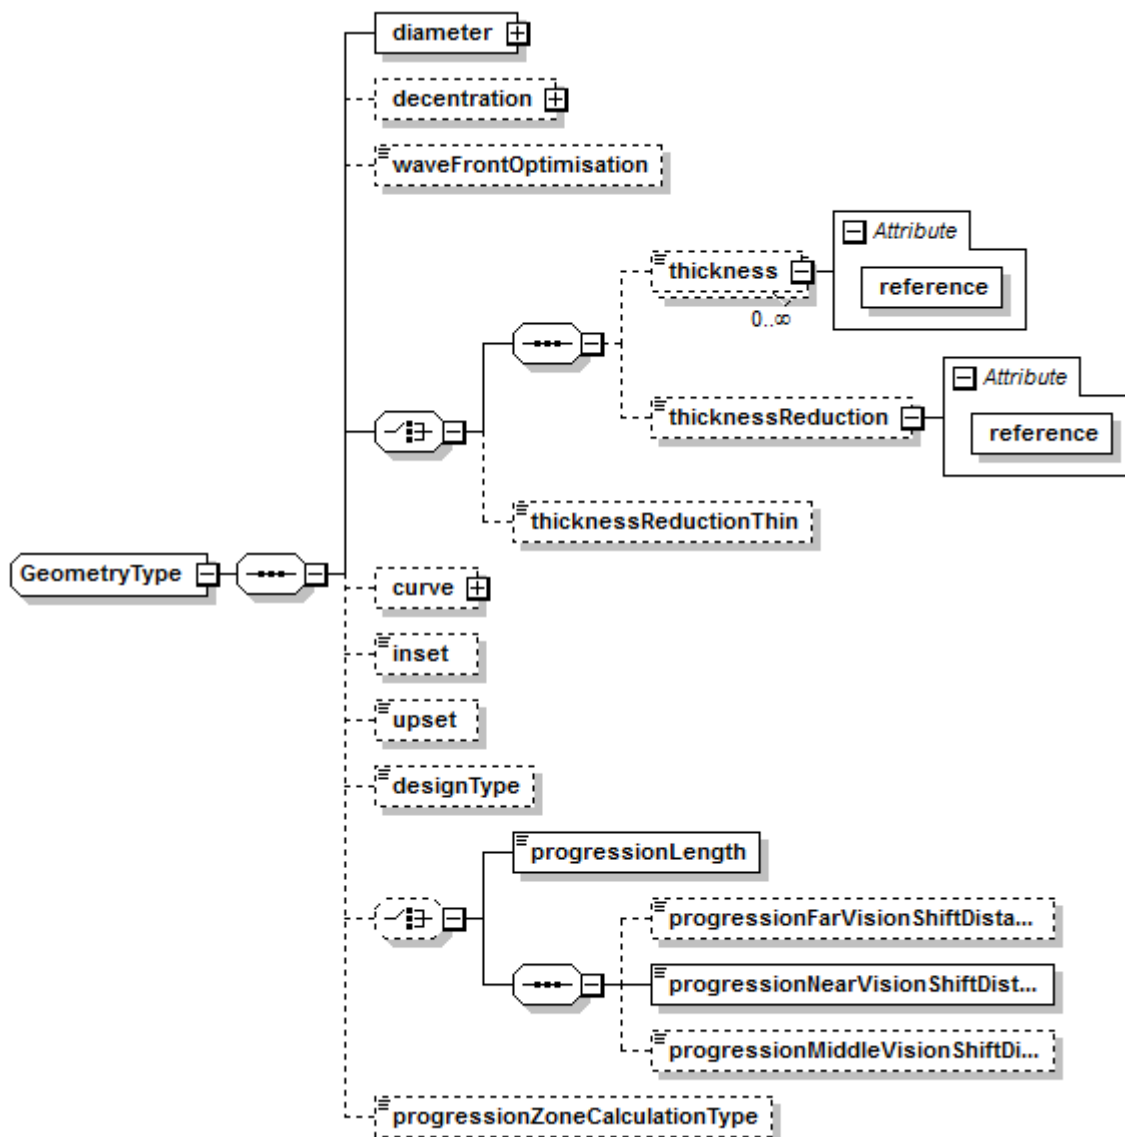 diameter
decentration
waveFrontOptimisation
Attribute
thickness
reference
0..∞
Attribute
thicknessReduction
reference
thicknessReductionThin
GeometryType
curve
inset
upset
designType
progressionLength
progressionFarVisionShiftDista...
progressionNearVisionShiftDist...
progressionMiddleVisionShiftDi...
progressionZoneCalculationType